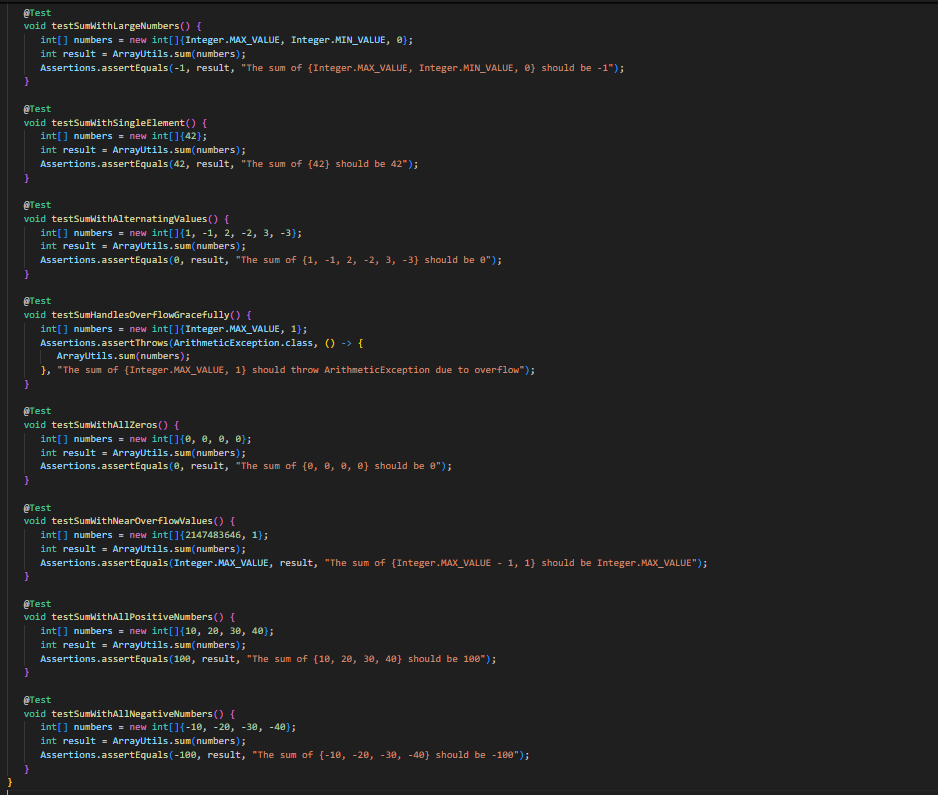 @Test
void testSumWithLargeNumbers() {
int[] numbers = new int[]{Integer.MAX_VALUE, Integer.MIN_VALUE, 0};
int result = ArrayUtils.sum(numbers);
Assertions.assertEquals(-1, result, "The sum of {Integer.MAX_VALUE, Integer.MIN_VALUE, 0} should be -1");
}
@Test
void testSumWithSingleElement() {
int[] numbers = new int[]{42};
int result = ArrayUtils.sum(numbers);
Assertions.assertEquals(42, result, "The sum of {42} should be 42");
}
@Test
void testSumWithAlternatingValues() {
int[] numbers = new int[]{1, -1, 2, -2, 3, -3};
int result = ArrayUtils.sum(numbers);
Assertions.assertEquals(0, result, "The sum of {1, -1, 2, -2, 3, -3} should be 0");
}
@Test
void testSumHandlesOverflowGracefully() {
int[] numbers = new int[]{Integer.MAX_VALUE, 1};
Assertions.assertThrows(ArithmeticException.class, () -> {
ArrayUtils.sum(numbers);
}, "The sum of {Integer.MAX_VALUE, 1} should throw ArithmeticException due to overflow");
}
@Test
void testSumWithAllZeros() {
int[] numbers = new int[]{0, 0, 0, 0};
int result = ArrayUtils.sum(numbers);
Assertions.assertEquals(0, result, "The sum of {0, 0, 0, 0} should be 0");
}
@Test
void testSumWithNearOverflowValues() {
int[] numbers = new int[]{2147483646, 1};
int result = ArrayUtils.sum(numbers);
Assertions.assertEquals(Integer.MAX_VALUE, result, "The sum of {Integer.MAX_VALUE - 1, 1} should be Integer.MAX_VALUE");
}
@Test
void testSumWithAllPositiveNumbers() {
int[] numbers = new int[]{10, 20, 30, 40};
int result = ArrayUtils.sum(numbers);
Assertions.assertEquals(100, result, "The sum of {10, 20, 30, 40} should be 100");
}
@Test
void testSumWithAllNegativeNumbers() {
int[] numbers = new int[]{-10, -20, -30, -40};
int result = ArrayUtils.sum(numbers);
Assertions.assertEquals(-100, result, "The sum of {-10, -20, -30, -40} should be -100");
}
}